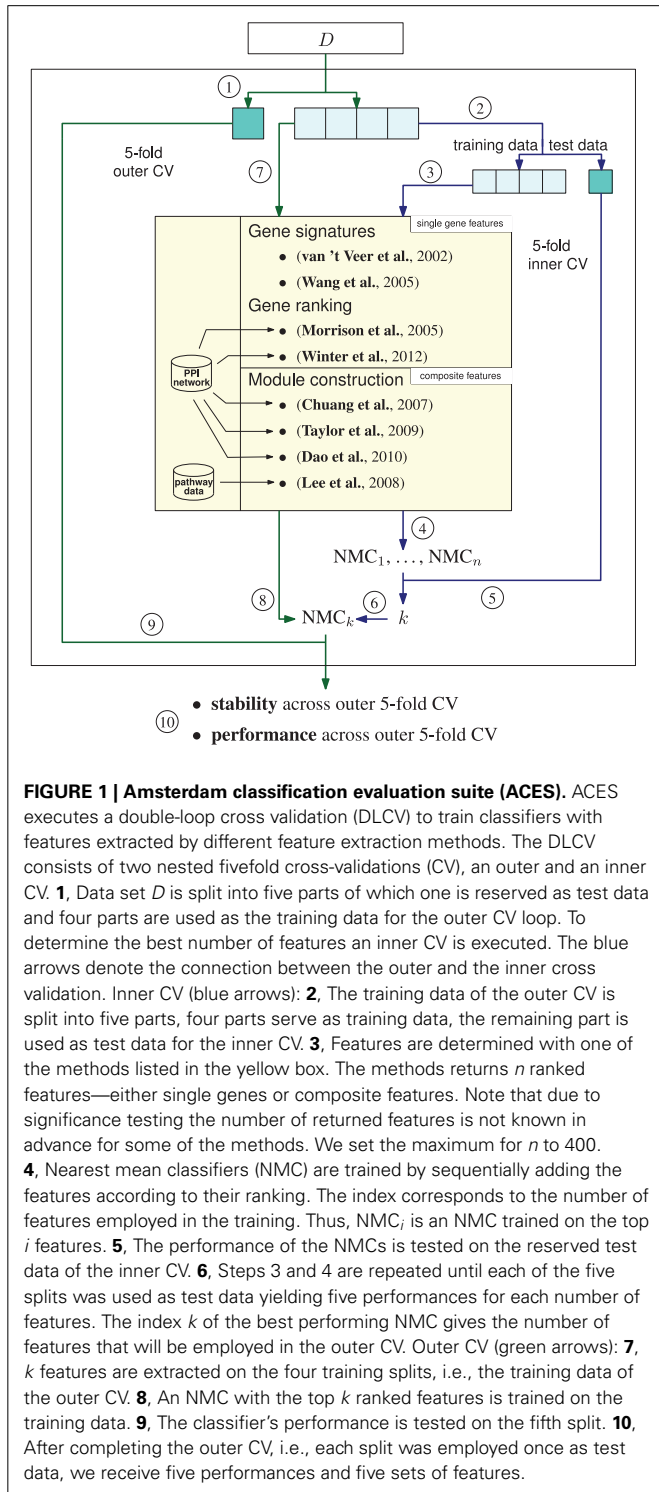 D
1
2
training data test data
5-fold
outer CV
7
3
single gene features
Gene signatures
5-fold
inner CV
• (van 't Veer et al., 2002)
• (Wang et al., 2005)
Gene ranking
• (Morrison et al., 2005)
• (Winter et al., 2012)
PPI
network
Module construction
composite features
• (Chuang et al., 2007)
• (Taylor et al., 2009)
• (Dao et al., 2010)
• (Lee et al., 2008)
pathway
data
4
NMC1, …, NMCn
5
8
6
9
NMCk
k
• stability across outer 5-fold CV
10
• performance across outer 5-fold CV
FIGURE 1 | Amsterdam classification evaluation suite (ACES). ACES
executes a double-loop cross validation (DLCV) to train classifiers with
features extracted by different feature extraction methods. The DLCV
consists of two nested fivefold cross-validations (CV), an outer and an inner
CV. 1, Data set D is split into five parts of which one is reserved as test data
and four parts are used as the training data for the outer CV loop. To
determine the best number of features an inner CV is executed. The blue
arrows denote the connection between the outer and the inner cross
validation. Inner CV (blue arrows): 2, The training data of the outer CV is
split into five parts, four parts serve as training data, the remaining part is
used as test data for the inner CV. 3, Features are determined with one of
the methods listed in the yellow box. The methods returns n ranked
features—either single genes or composite features. Note that due to
significance testing the number of returned features is not known in
advance for some of the methods. We set the maximum for n to 400.
4, Nearest mean classifiers (NMC) are trained by sequentially adding the
features according to their ranking. The index corresponds to the number of
features employed in the training. Thus, NMCi is an NMC trained on the top
i features. 5, The performance of the NMCs is tested on the reserved test
data of the inner CV. 6, Steps 3 and 4 are repeated until each of the five
splits was used as test data yielding five performances for each number of
features. The index k of the best performing NMC gives the number of
features that will be employed in the outer CV. Outer CV (green arrows): 7,
k features are extracted on the four training splits, i.e., the training data of
the outer CV. 8, An NMC with the top k ranked features is trained on the
training data. 9, The classifier's performance is tested on the fifth split. 10,
After completing the outer CV, i.e., each split was employed once as test
data, we receive five performances and five sets of features.